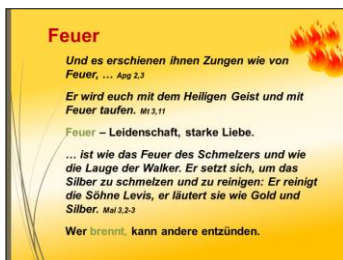 Feuer
Und es erschienen ihnen Zungen wie von
Feuer, … Apg 2,3
Er wird euch mit dem Heiligen Geist und mit
Feuer taufen. Mt 3,11
Feuer – Leidenschaft, starke Liebe.
… ist wie das Feuer des Schmelzers und wie
die Lauge der Walker. Er setzt sich, um das
Silber zu schmelzen und zu reinigen: Er reinigt
die Söhne Levis, er läutert sie wie Gold und
Silber. Mal 3,2-3
Wer brennt, kann andere entzünden.